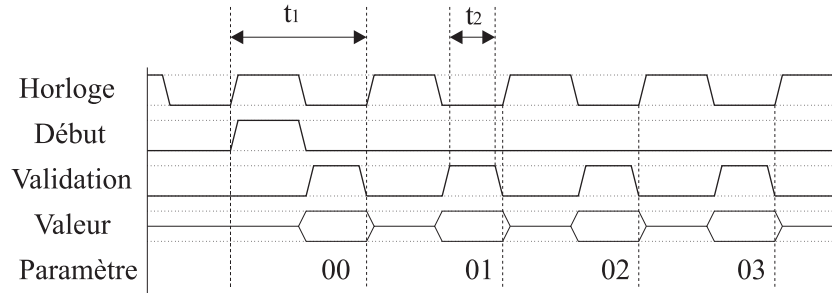 t1 t2
Horloge
Début
Validation
Valeur
Paramètre 00 01 02 03